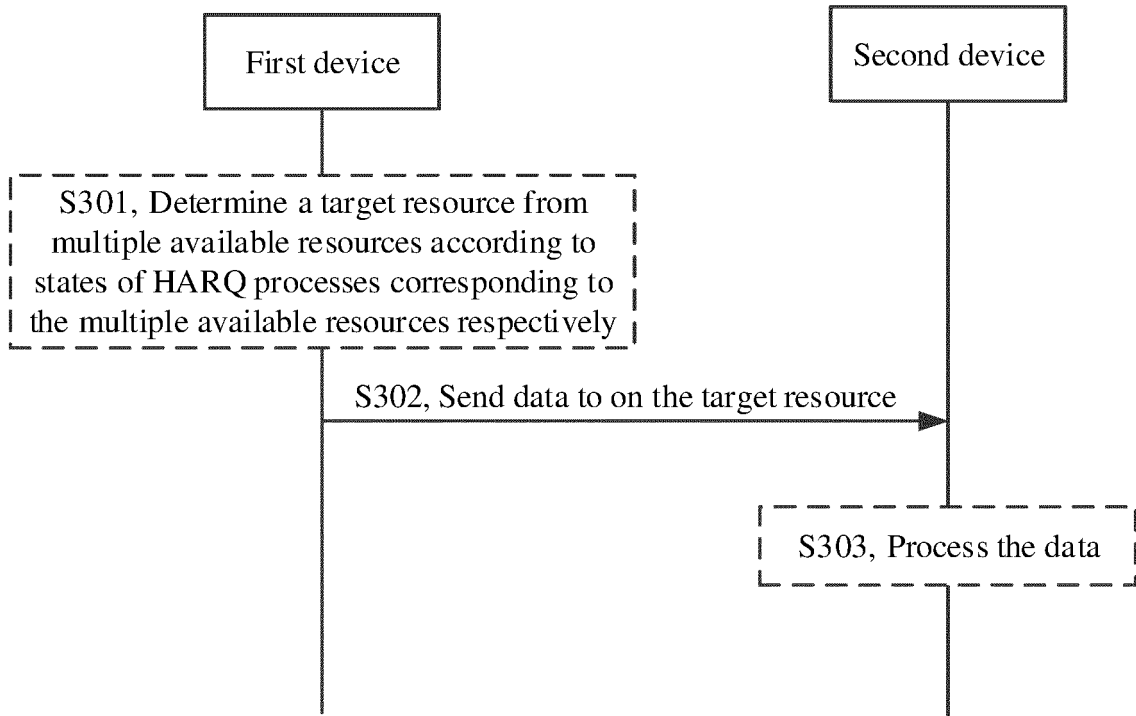 First device
Second device
S301, Determine a target resource from
multiple available resources according to
states of HARQ processes corresponding to
the multiple available resources respectively
S302, Send data to on the target resource
S303, Process the data